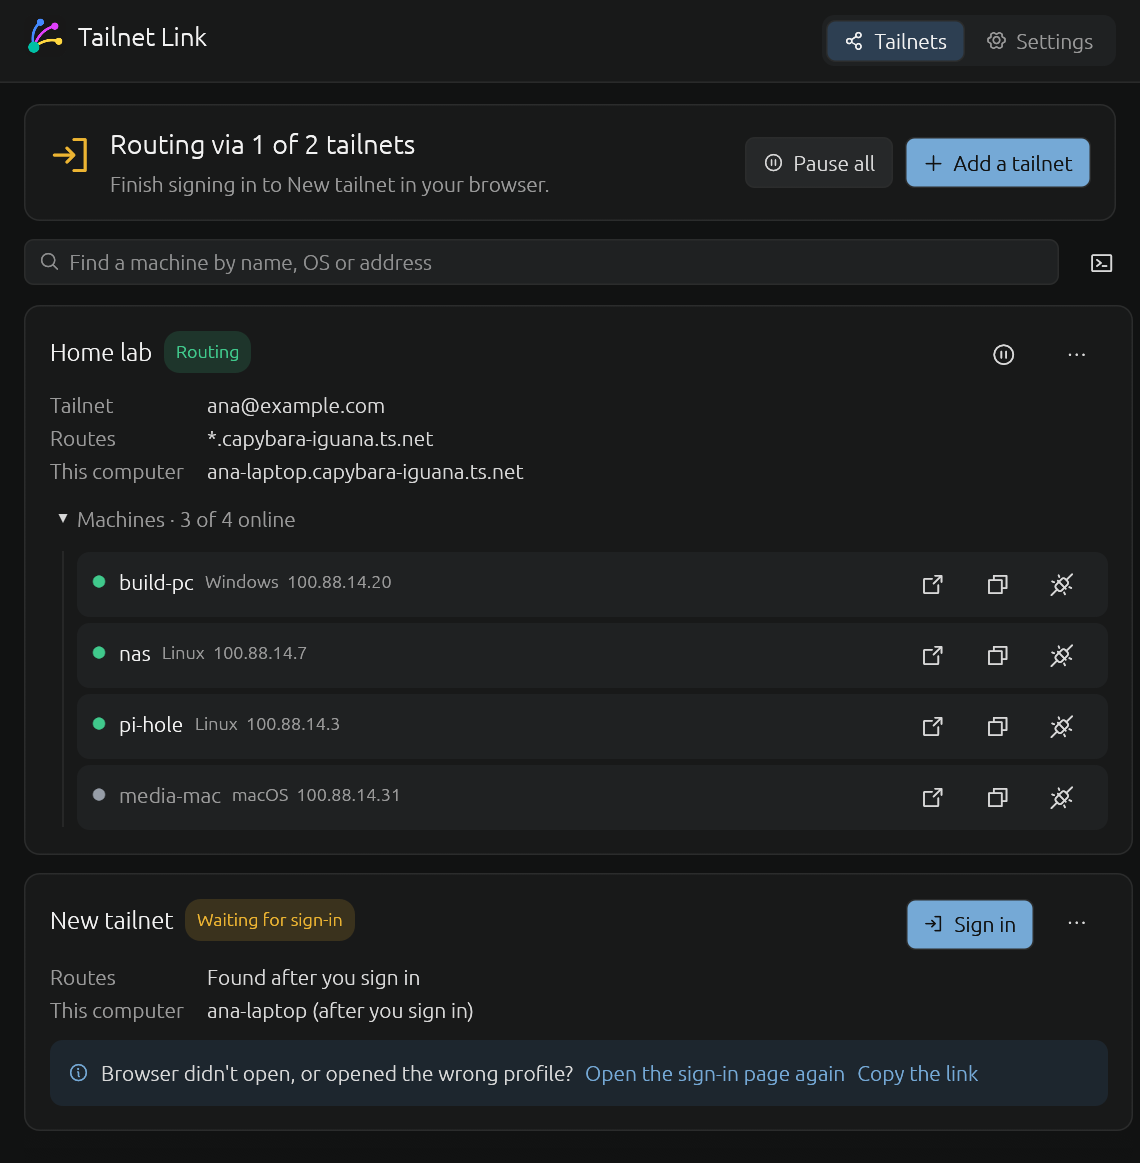 Tailnet Link
Tailnets
Settings
Routing via 1 of 2 tailnets
Finish signing in to New tailnet in your browser.
Pause all
Add a tailnet
Find a machine by name, OS or address
Home lab
Routing
Tailnet ana@example.com
Routes *.capybara-iguana.ts.net
This computer ana-laptop.capybara-iguana.ts.net
Machines · 3 of 4 online
build-pc Windows 100.88.14.20
nas Linux 100.88.14.7
pi-hole Linux 100.88.14.3
media-mac macOS 100.88.14.31
New tailnet
Waiting for sign-in
Sign in
Routes Found after you sign in
This computer ana-laptop (after you sign in)
Browser didn't open, or opened the wrong profile? Open the sign-in page again Copy the link